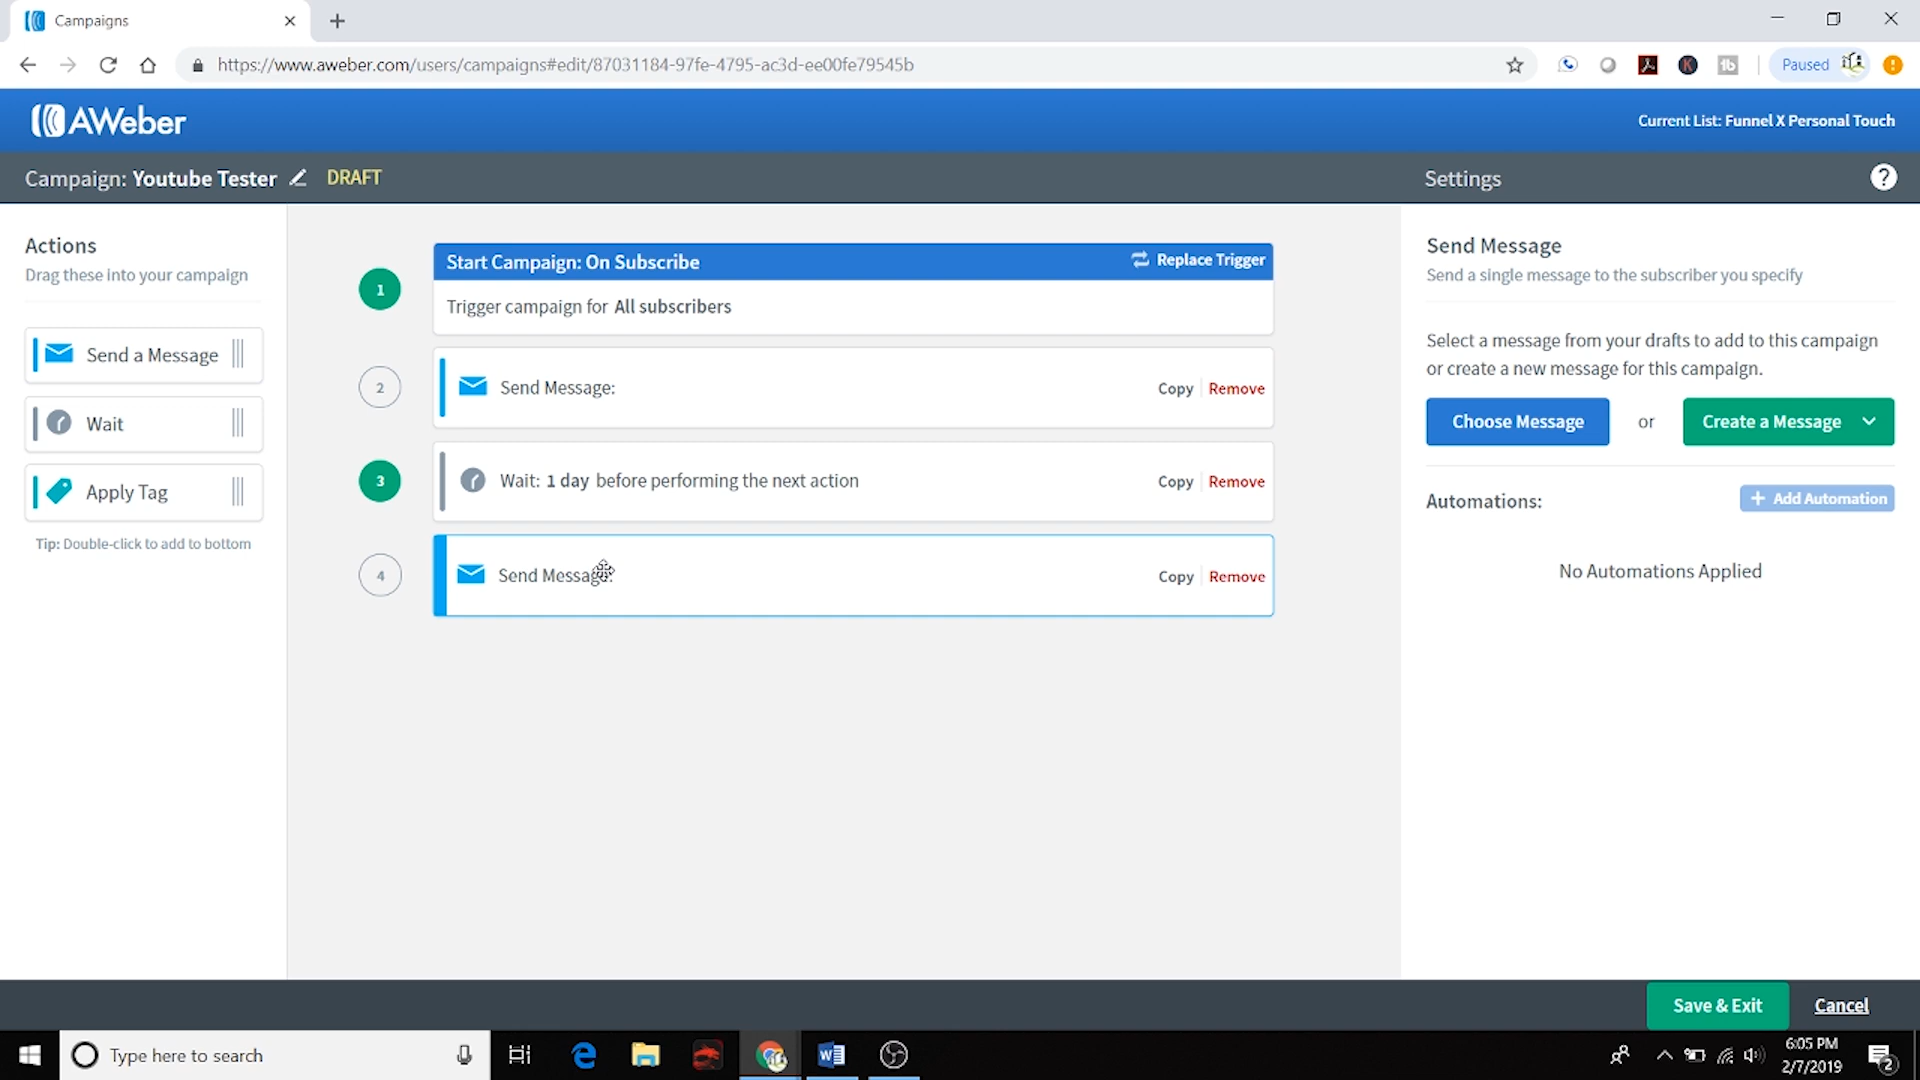 Campaigns
https://www.aweber.com/users/campaigns#edit/87031184-97fe-4795-ac3d-ee00fe79545b
Paused
AWeber
Current List: Funnel X Personal Touch
Campaign: Youtube Tester DRAFT
Settings
Actions
Drag these into your campaign
Send a Message
Wait
Apply Tag
Tip: Double-click to add to bottom
1
Start Campaign: On Subscribe
Replace Trigger
Trigger campaign for All subscribers
2
Send Message:
Copy
Remove
3
Wait: 1 day before performing the next action
Copy
Remove
4
Send Message:
Copy
Remove
Send Message
Send a single message to the subscriber you specify
Select a message from your drafts to add to this campaign
or create a new message for this campaign.
Choose Message or Create a Message
Automations:
+ Add Automation
No Automations Applied
Save & Exit
Cancel
Type here to search
6:05 PM
2/7/2019
2